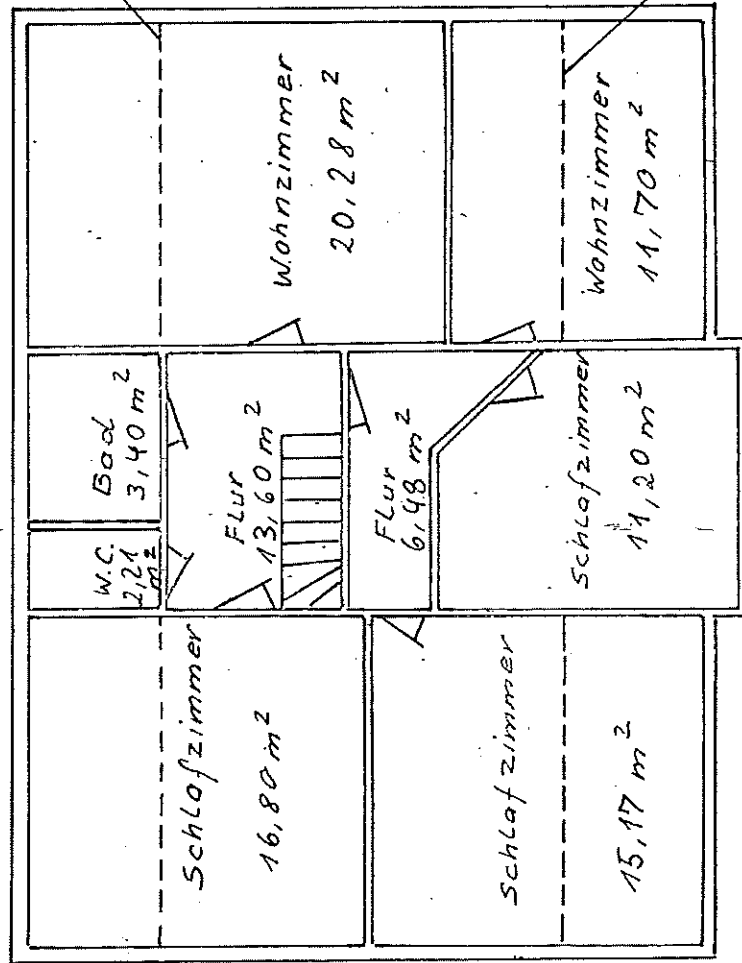 Schlafzimmer
16,80 m²
W.C.
2,21
m²
Bad
3,40 m²
Flur
13,60 m²
Wohnzimmer
20,28 m²
Schlafzimmer
15,17 m²
Flur
6,48 m²
Schlafzimmer
11,20 m²
Wohnzimmer
11,70 m²